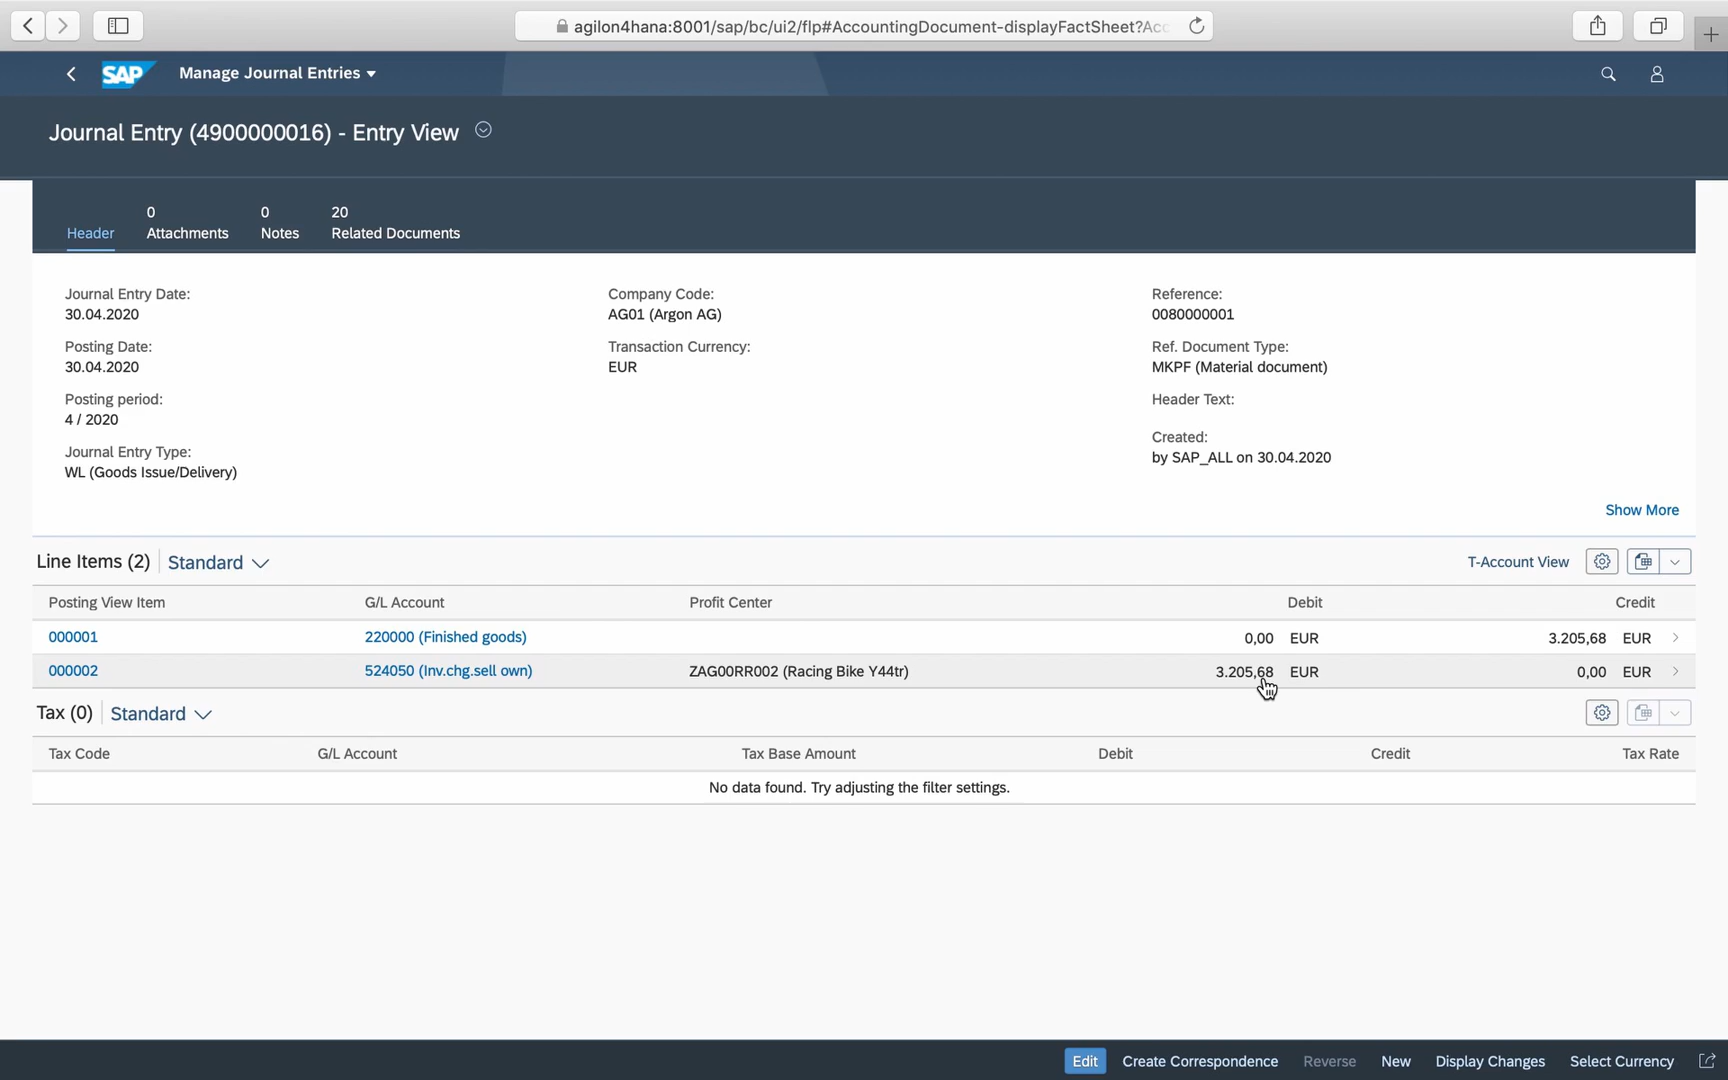 agilon4hana:8001/sap/bc/ui2/flp#AccountingDocument-displayFactSheet?Acc
SAP Manage Journal Entries
Journal Entry (4900000016) - Entry View
0 0 20
Header Attachments Notes Related Documents
Journal Entry Date: Company Code: Reference:
30.04.2020 AG01 (Argon AG) 0080000001
Posting Date: Transaction Currency: Ref. Document Type:
30.04.2020 EUR MKPF (Material document)
Posting period: Header Text:
4 / 2020
Created:
Journal Entry Type: by SAP_ALL on 30.04.2020
WL (Goods Issue/Delivery)
Show More
Line Items (2) Standard T-Account View
Posting View Item G/L Account Profit Center Debit Credit
000001 220000 (Finished goods) 0,00 EUR 3.205,68 EUR
000002 524050 (Inv.chg.sell own) ZAG00RR002 (Racing Bike Y44tr) 3.205,68 EUR 0,00 EUR
Tax (0) Standard
Tax Code G/L Account Tax Base Amount Debit Credit Tax Rate
No data found. Try adjusting the filter settings.
Edit Create Correspondence Reverse New Display Changes Select Currency